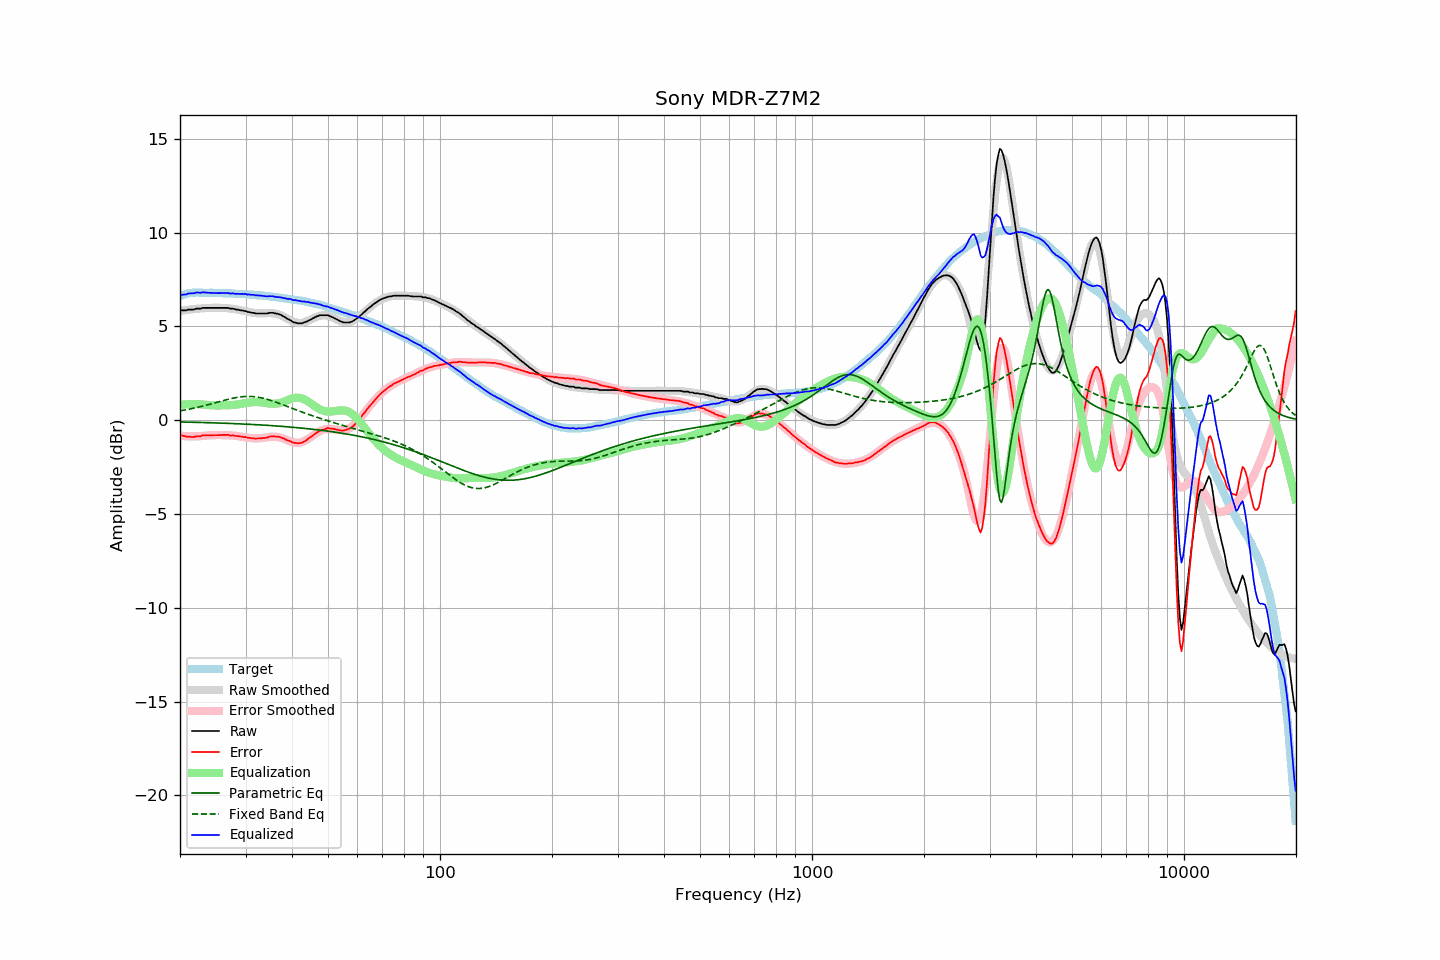 Sony MDR-Z7M2
Amplitude (dBr)
15
10
5
0
−5
−10
−15
−20
Target
Raw Smoothed
Error Smoothed
Raw
Error
Equalization
Parametric Eq
Fixed Band Eq
Equalized
100
1000
10000
Frequency (Hz)